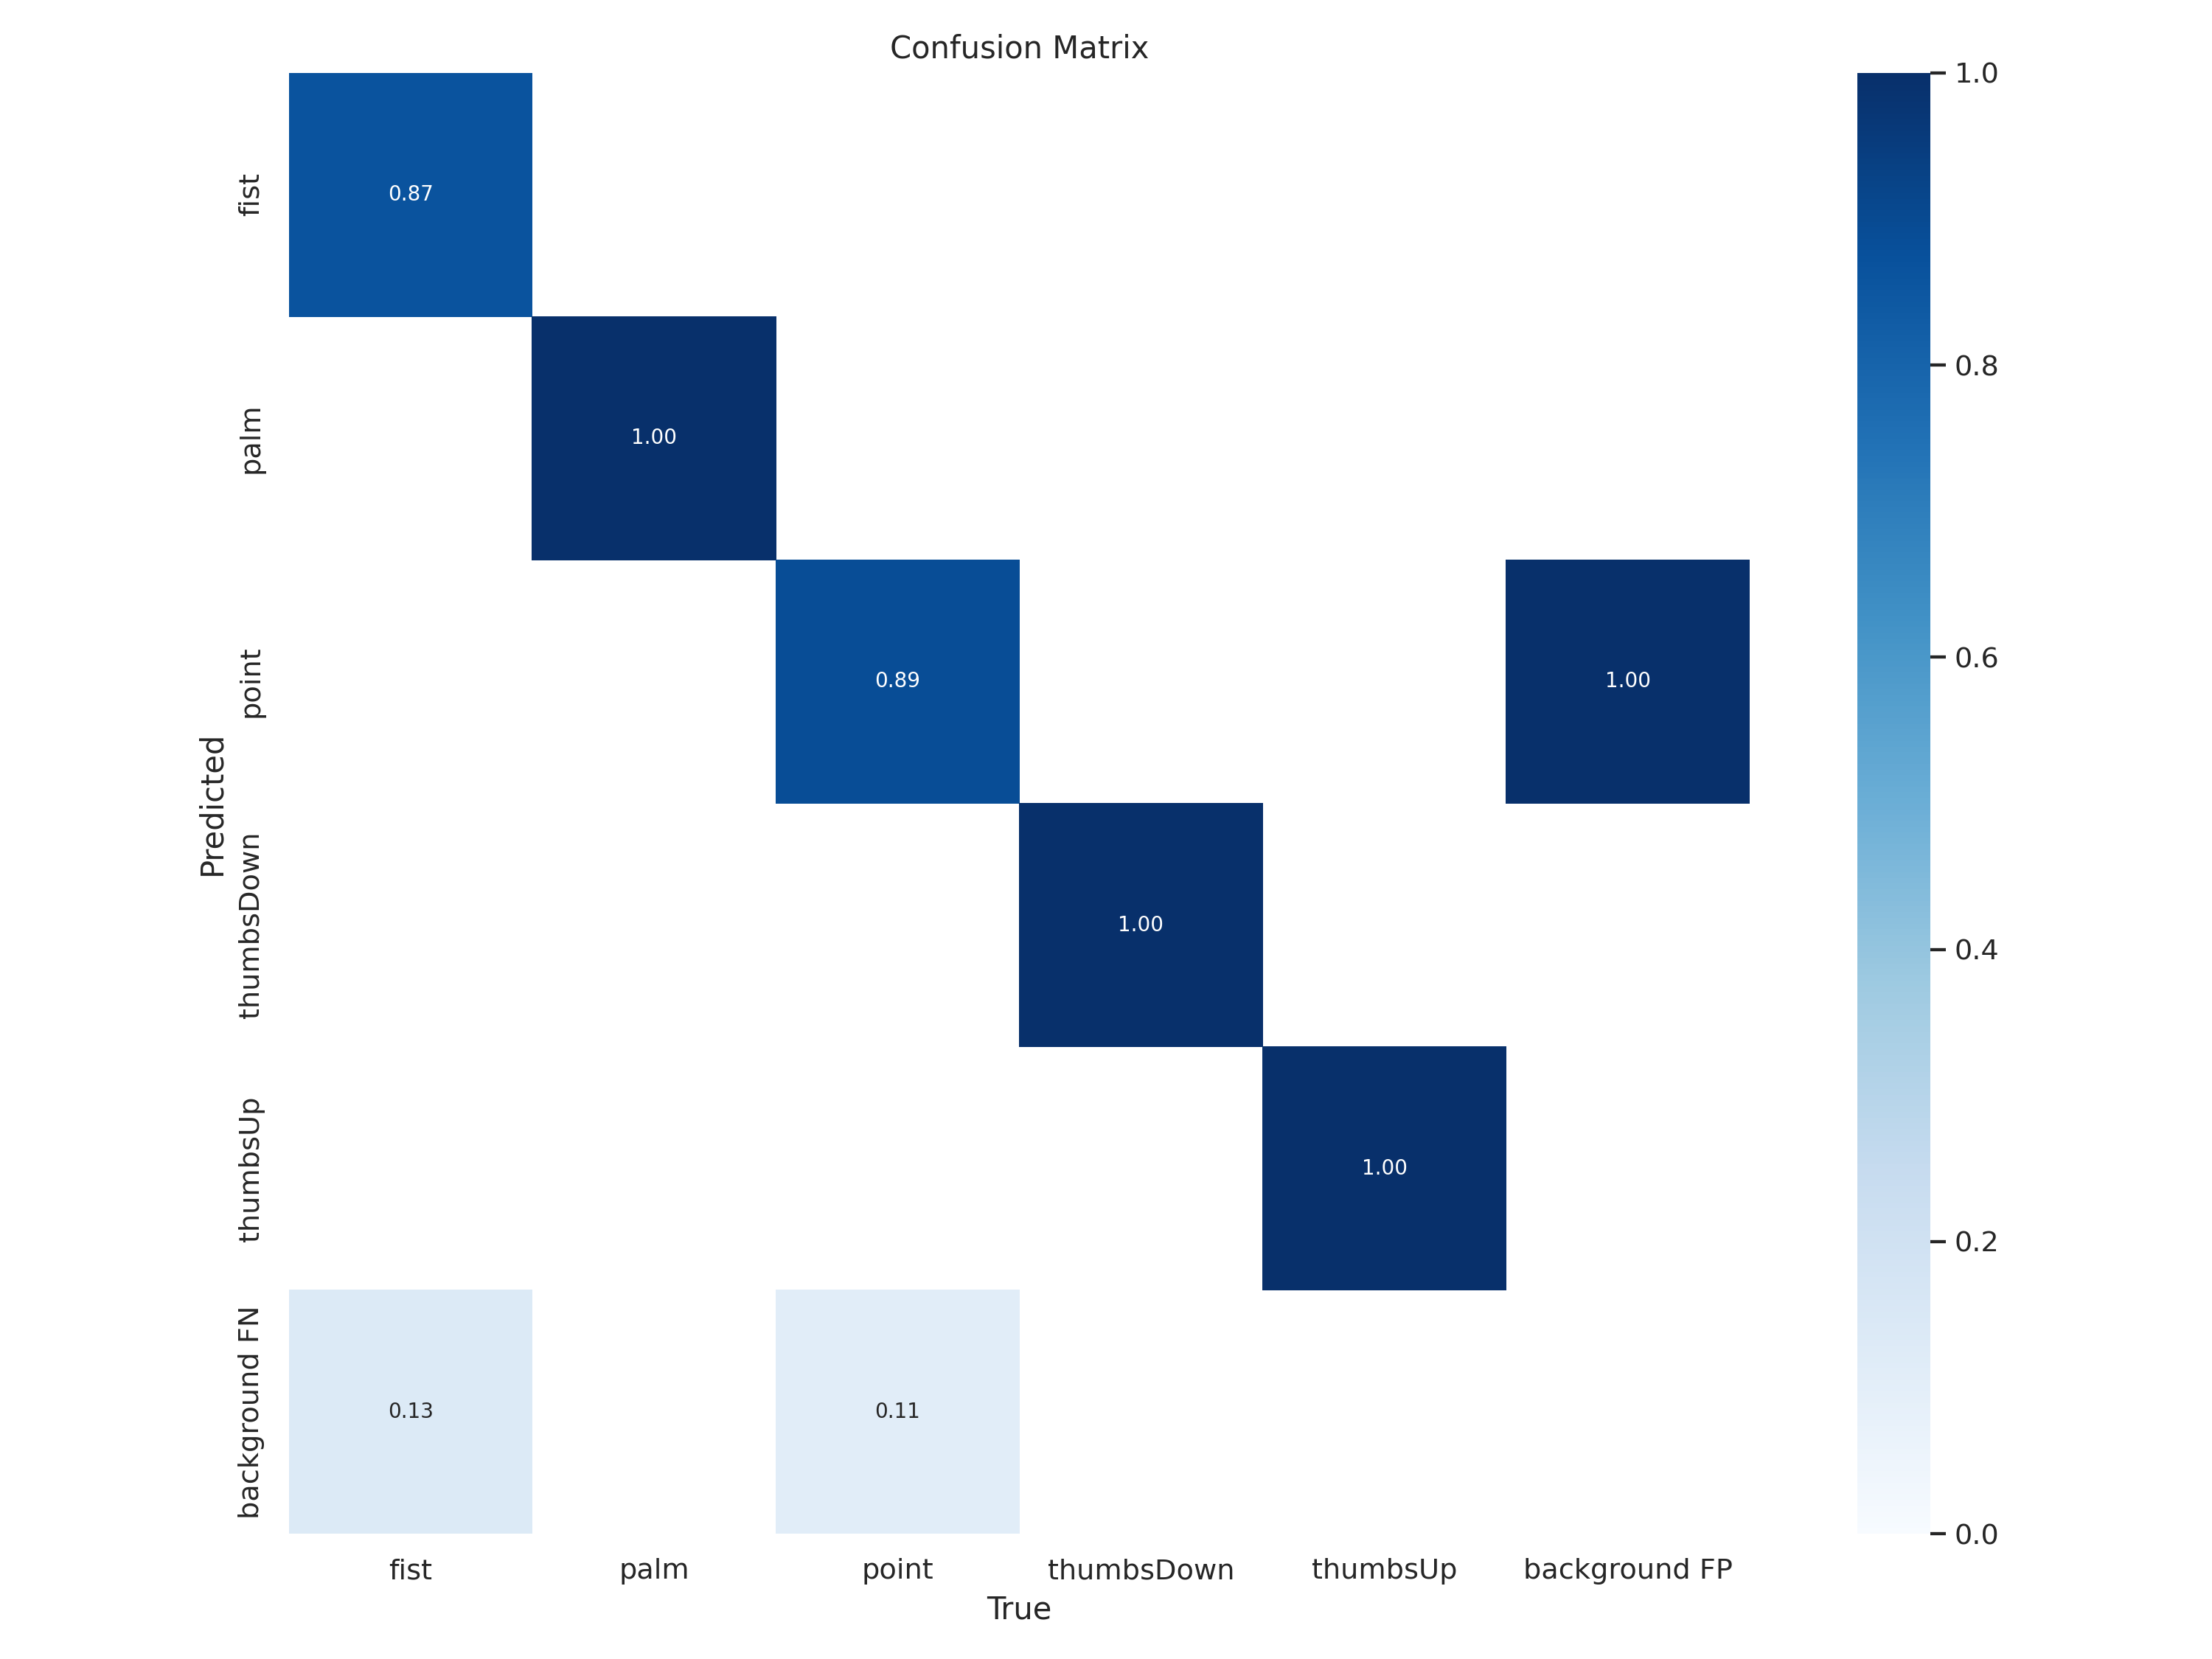 Confusion Matrix
1.0
fist
0.87
0.8
palm
1.00
0.6
point
0.89
1.00
Predicted
thumbsDown
1.00
0.4
thumbsUp
1.00
0.2
background FN
0.13
0.11
0.0
fist
palm
point
thumbsDown
thumbsUp
background FP
True